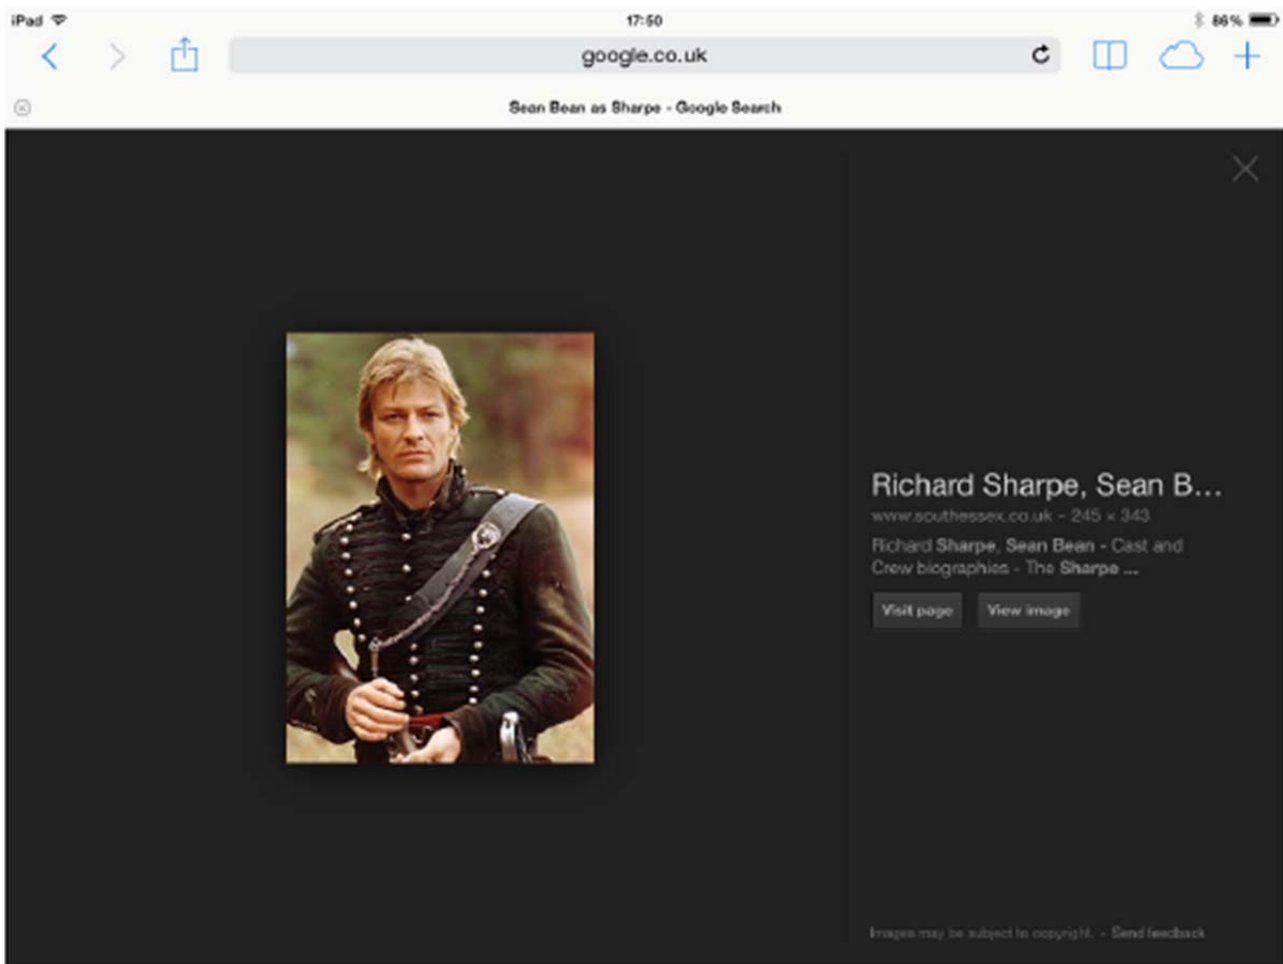 iPad
17:50
86%
google.co.uk
Sean Bean as Sharpe - Google Search
Richard Sharpe, Sean B...
www.southessex.co.uk - 245 × 343
Richard Sharpe, Sean Bean - Cast and
Crew biographies - The Sharpe ...
Visit page
View image
Images may be subject to copyright. - Send feedback